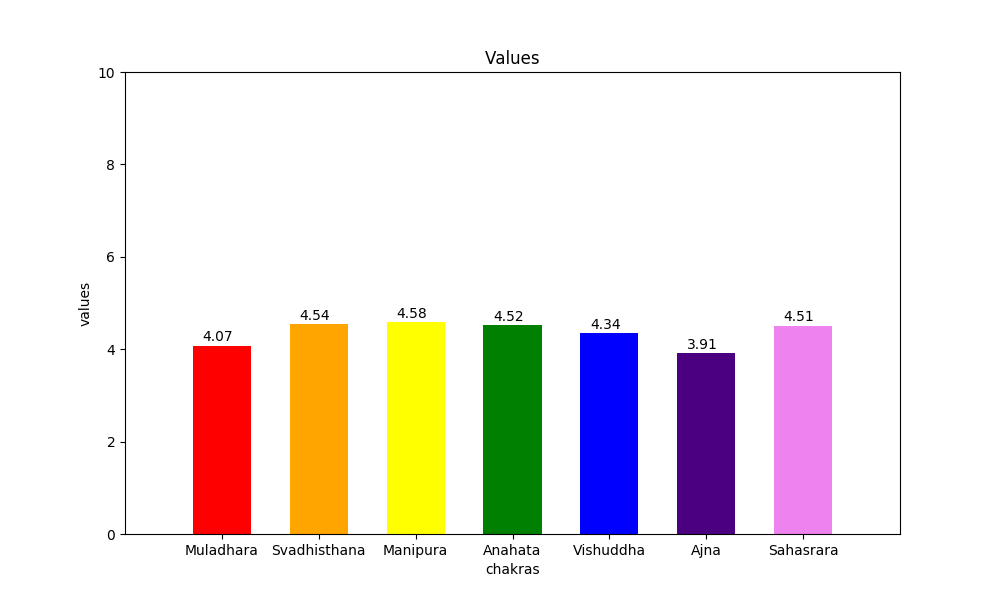 Values
10
8
6
4
2
0
values
4.07
4.54
4.58
4.52
4.34
3.91
4.51
Muladhara
Svadhisthana
Manipura
Anahata
Vishuddha
Ajna
Sahasrara
chakras